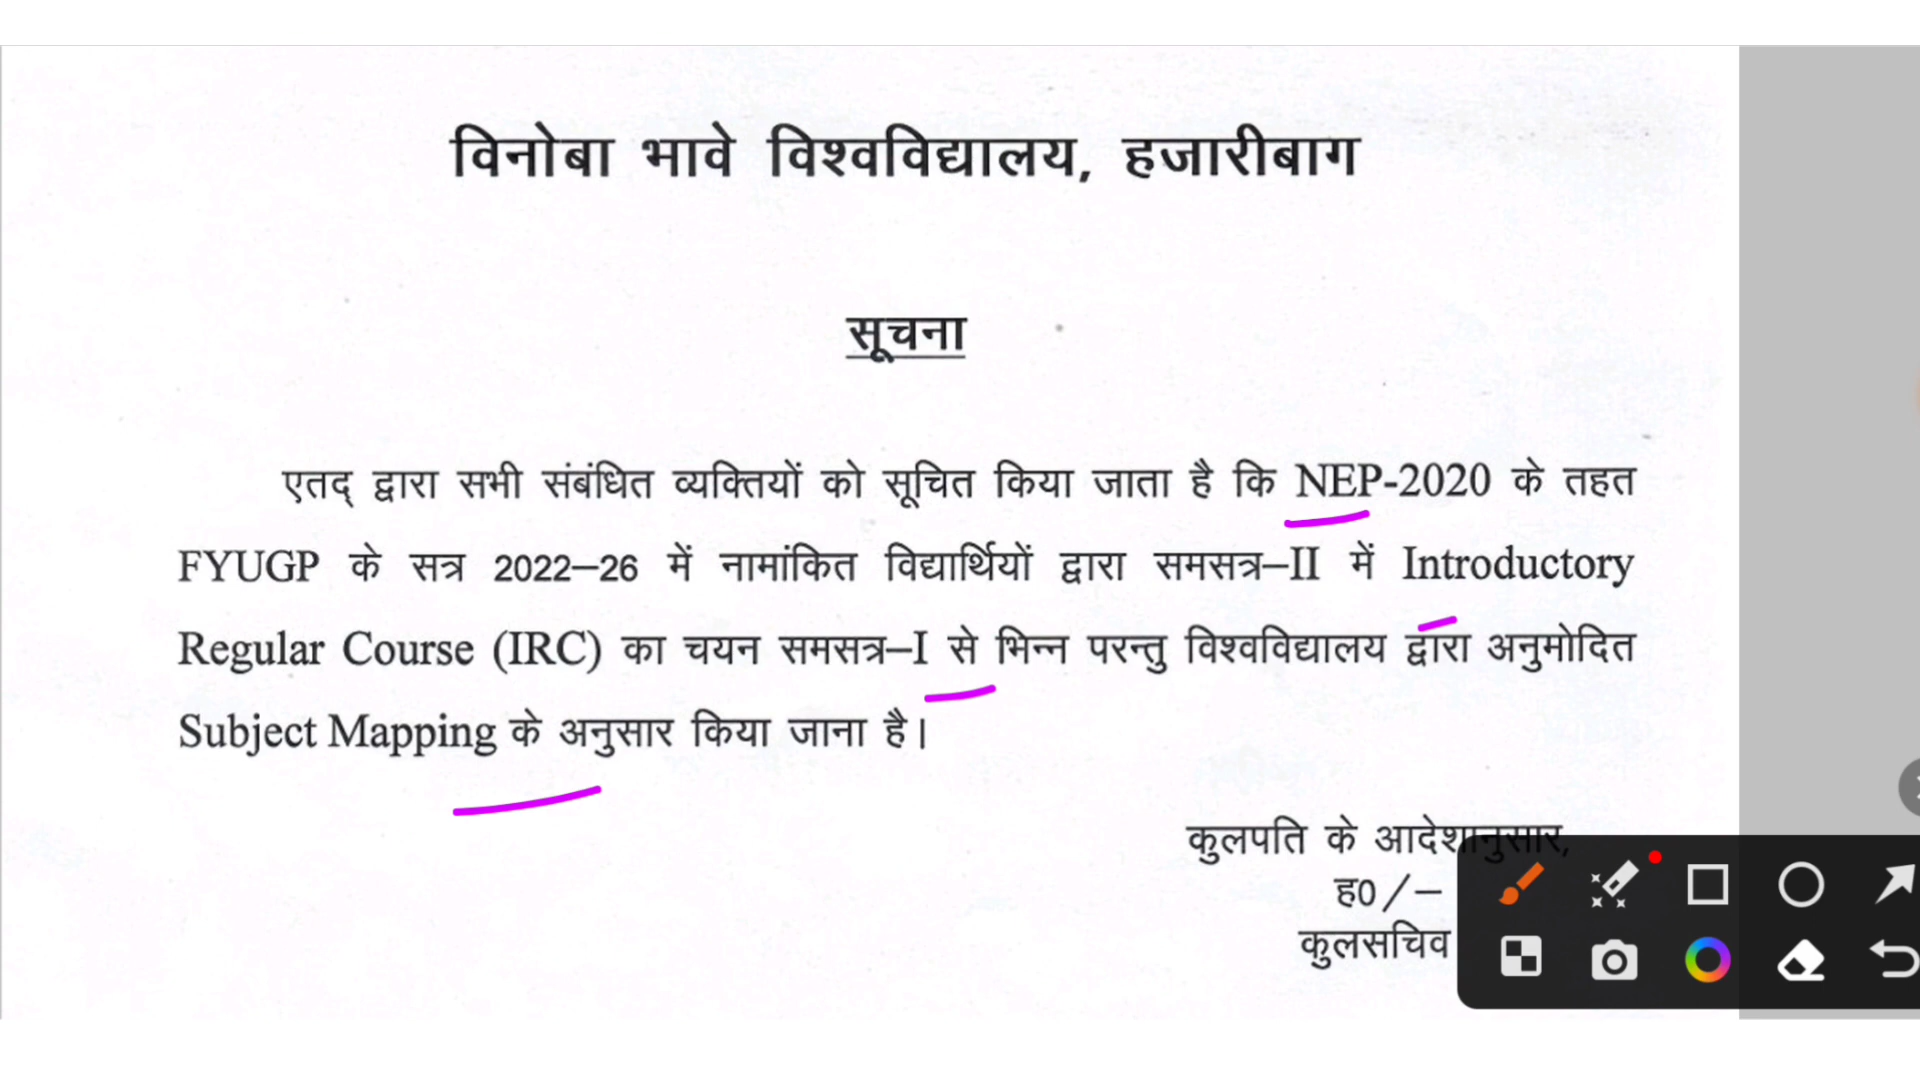 विनोबा भावे विश्वविद्यालय, हजारीबाग
सूचना
एतद् द्वारा सभी संबंधित व्यक्तियों को सूचित किया जाता है कि NEP-2020 के तहत
FYUGP के सत्र 2022–26 में नामांकित विद्यार्थियों द्वारा समसत्र–II में Introductory
Regular Course (IRC) का चयन समसत्र–I से भिन्न परन्तु विश्वविद्यालय द्वारा अनुमोदित
Subject Mapping के अनुसार किया जाना है।
कुलपति के आदेशानुसार,
ह0/–
कुलसचिव